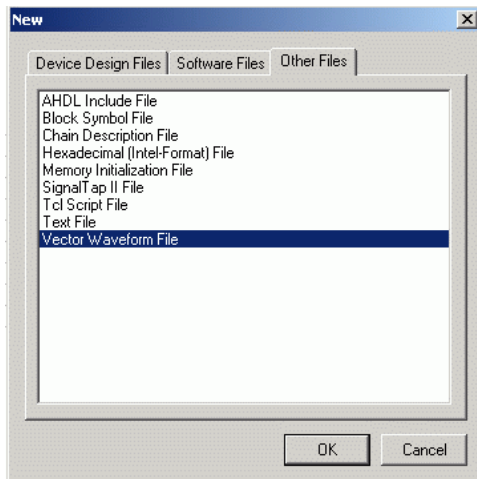 New
Device Design Files Software Files Other Files
AHDL Include File
Block Symbol File
Chain Description File
Hexadecimal (Intel-Format) File
Memory Initialization File
SignalTap II File
Tcl Script File
Text File
Vector Waveform File
OK Cancel